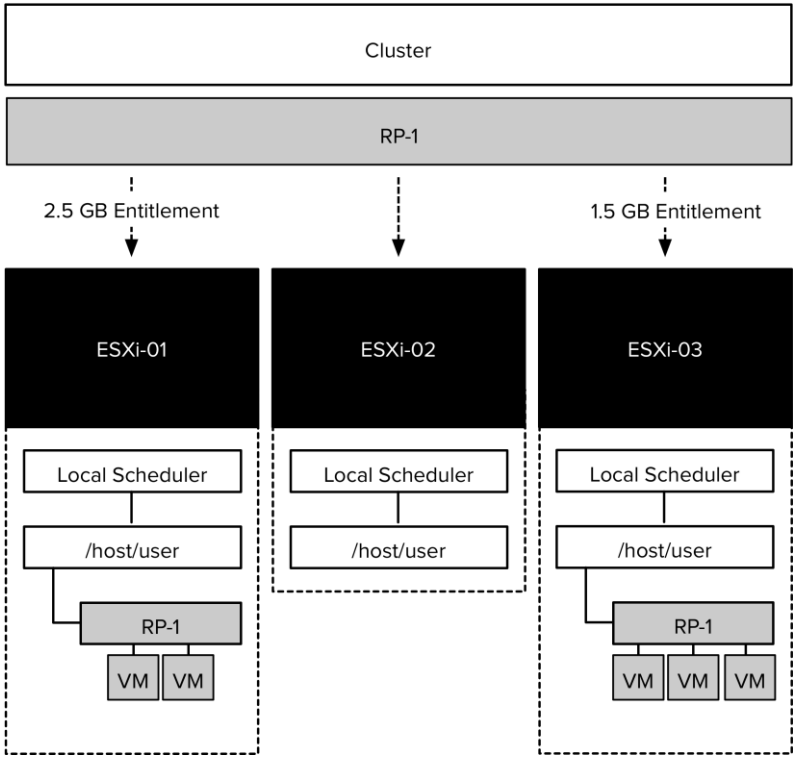 Cluster
RP-1
2.5 GB Entitlement
1.5 GB Entitlement
ESXi-01
ESXi-02
ESXi-03
Local Scheduler
Local Scheduler
Local Scheduler
/host/user
/host/user
/host/user
RP-1
RP-1
VM
VM
VM
VM
VM